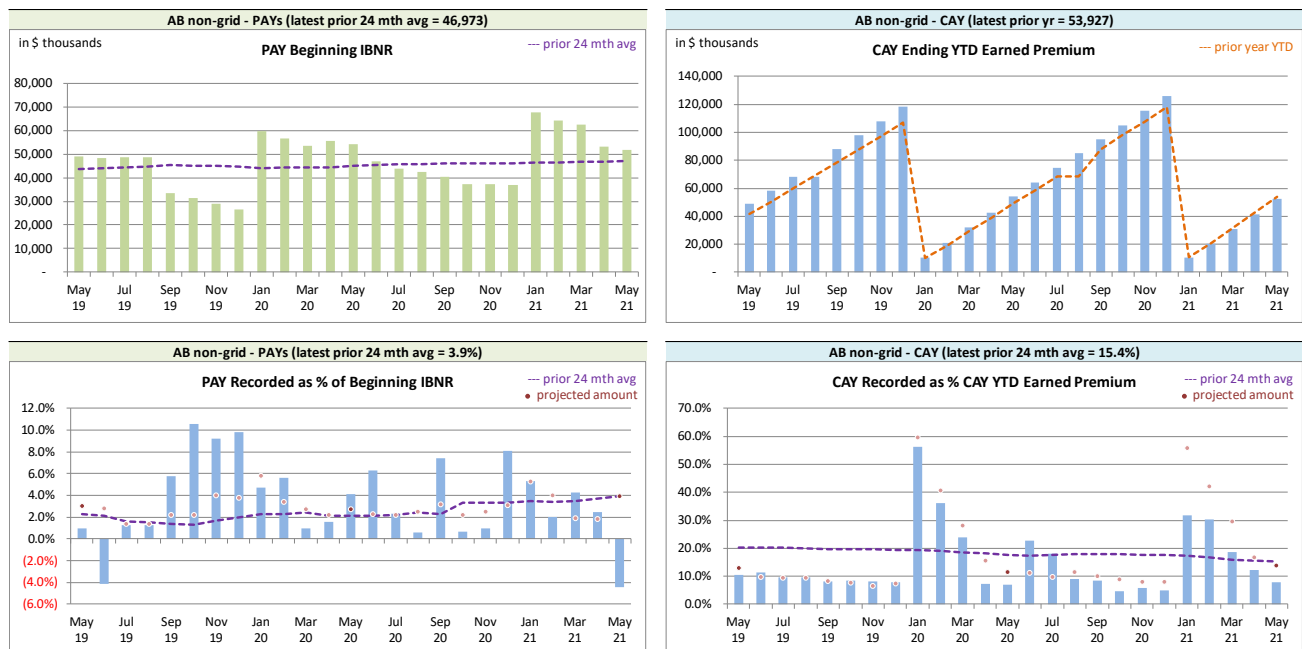 AB non-grid - PAYs (latest prior 24 mth avg = 46,973)
in $ thousands
PAY Beginning IBNR
--- prior 24 mth avg
80,000
70,000
60,000
50,000
40,000
30,000
20,000
10,000
-
May Jul Sep Nov Jan Mar May Jul Sep Nov Jan Mar May
19 19 19 19 20 20 20 20 20 20 21 21 21
AB non-grid - CAY (latest prior yr = 53,927)
in $ thousands
CAY Ending YTD Earned Premium
--- prior year YTD
140,000
120,000
100,000
80,000
60,000
40,000
20,000
-
May Jul Sep Nov Jan Mar May Jul Sep Nov Jan Mar May
19 19 19 19 20 20 20 20 20 20 21 21 21
AB non-grid - PAYs (latest prior 24 mth avg = 3.9%)
PAY Recorded as % of Beginning IBNR
--- prior 24 mth avg
• projected amount
12.0%
10.0%
8.0%
6.0%
4.0%
2.0%
0.0%
(2.0%)
(4.0%)
(6.0%)
May Jul Sep Nov Jan Mar May Jul Sep Nov Jan Mar May
19 19 19 19 20 20 20 20 20 20 21 21 21
AB non-grid - CAY (latest prior 24 mth avg = 15.4%)
CAY Recorded as % CAY YTD Earned Premium
--- prior 24 mth avg
• projected amount
70.0%
60.0%
50.0%
40.0%
30.0%
20.0%
10.0%
0.0%
May Jul Sep Nov Jan Mar May Jul Sep Nov Jan Mar May
19 19 19 19 20 20 20 20 20 20 21 21 21